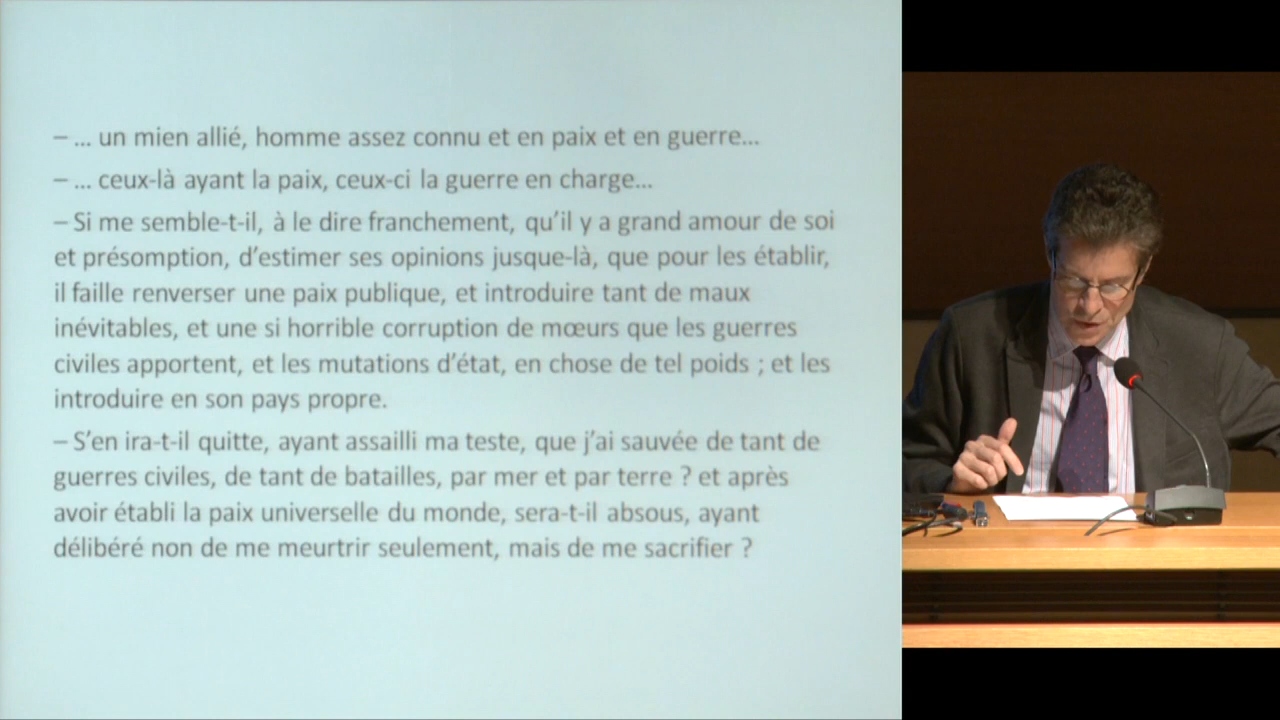 – ... un mien allié, homme assez connu et en paix et en guerre...
– ... ceux-là ayant la paix, ceux-ci la guerre en charge...
– Si me semble-t-il, à le dire franchement, qu’il y a grand amour de soi
et présomption, d’estimer ses opinions jusque-là, que pour les établir,
il faille renverser une paix publique, et introduire tant de maux
inévitables, et une si horrible corruption de mœurs que les guerres
civiles apportent, et les mutations d’état, en chose de tel poids ; et les
introduire en son pays propre.
– S’en ira-t-il quitte, ayant assailli ma teste, que j’ai sauvée de tant de
guerres civiles, de tant de batailles, par mer et par terre ? et après
avoir établi la paix universelle du monde, sera-t-il absous, ayant
délibéré non de me meurtrir seulement, mais de me sacrifier ?